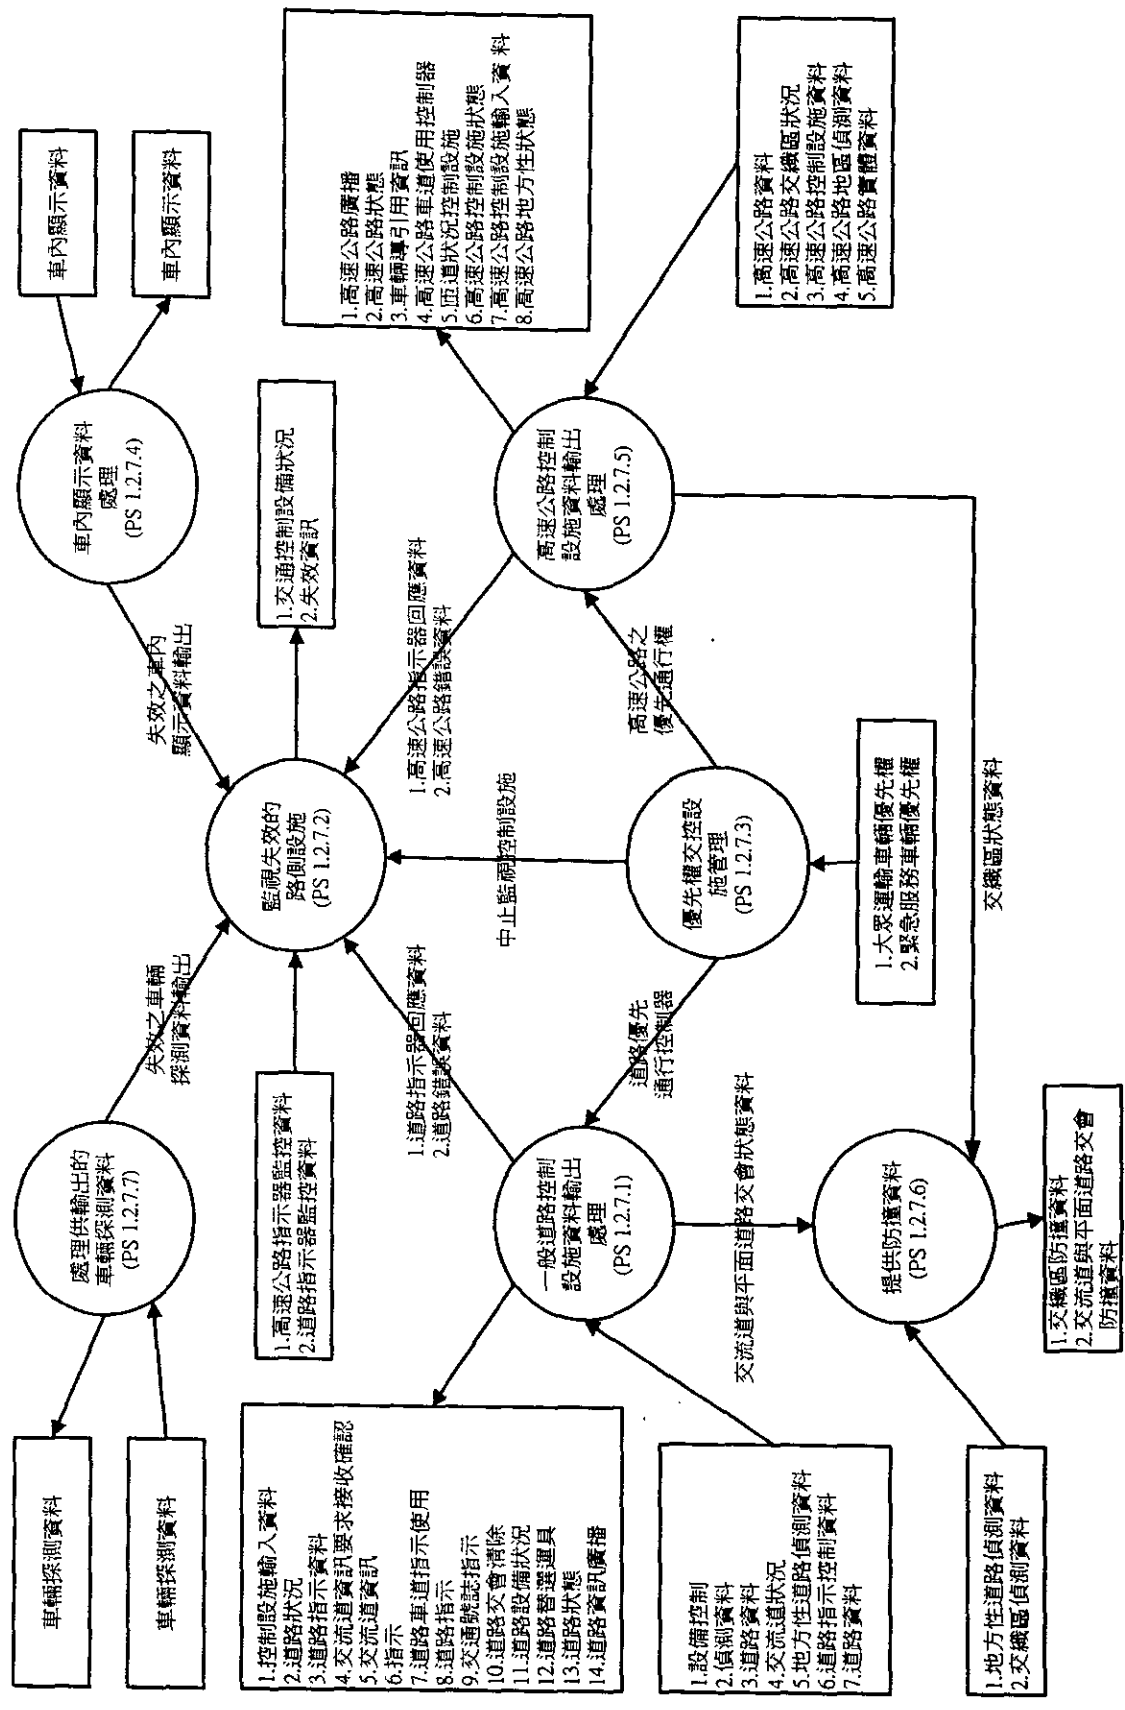 車輛探測資料
車輛探測資料
處理供輸出的
車輛探測資料
(PS 1.2.7.7)
失效之車輛
探測資料輸出
車內顯示資料
處理
(PS 1.2.7.4)
車內顯示資料
車內顯示資料
失效之車內
顯示資料輸出
1.高速公路指示器監控資料
2.道路指示器監控資料
監視失效的
路側設施
(PS 1.2.7.2)
1.交通控制設備狀況
2.失效資訊
1.控制設施輸入資料
2.道路狀況
3.道路指示資料
4.交流道資訊要求接收確認
5.交流道資訊
6.指示
7.道路車道指示使用
8.道路指示
9.交通號誌指示
10.道路交會清除
11.道路設備狀況
12.道路替選運具
13.道路狀態
14.道路資訊廣播
1.道路指示器回應資料
2.道路錯誤資料
中止監視控制設施
1.高速公路指示器回應資料
2.高速公路錯誤資料
1.高速公路廣播
2.高速公路狀態
3.車輛導引用資訊
4.高速公路車道使用控制器
5.匝道狀況控制設施
6.高速公路控制設施狀態
7.高速公路控制設施輸入資料
8.高速公路地方性狀態
一般道路控制
設施資料輸出
處理
(PS 1.2.7.1)
高速公路控制
設施資料輸出
處理
(PS 1.2.7.5)
道路優先
通行控制器
優先權交控設
施管理
(PS 1.2.7.3)
高速公路之
優先通行權
1.設備控制
2.偵測資料
3.道路資料
4.交流道狀況
5.地方性道路偵測資料
6.道路指示控制資料
7.道路資料
交流道與平面道路交會狀態資料
1.大眾運輸車輛優先權
2.緊急服務車輛優先權
1.高速公路資料
2.高速公路交織區狀況
3.高速公路控制設施資料
4.高速公路地區偵測資料
5.高速公路實體資料
提供防撞資料
(PS 1.2.7.6)
交織區狀態資料
1.地方性道路偵測資料
2.交織區偵測資料
1.交織區防撞資料
2.交流道與平面道路交會
防撞資料